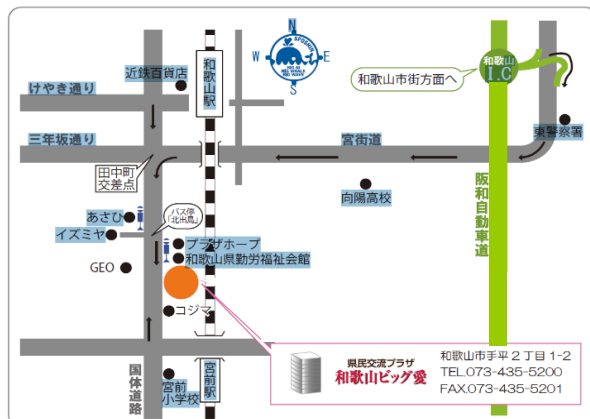 N
W
E
S
和歌山
I.C
和歌山市街方面へ
近鉄百貨店
和歌山駅
けやき通り
東警察署
三年坂通り
宮街道
田中町
交差点
向陽高校
阪和自動車道
バス停
「北出島」
あさひ
イズミヤ
プラザホープ
和歌山県勤労福祉会館
GEO
コジマ
国体道路
宮前
小学校
宮前駅
県民交流プラザ
和歌山ビッグ愛
和歌山市手平2丁目1-2
TEL.073-435-5200
FAX.073-435-5201